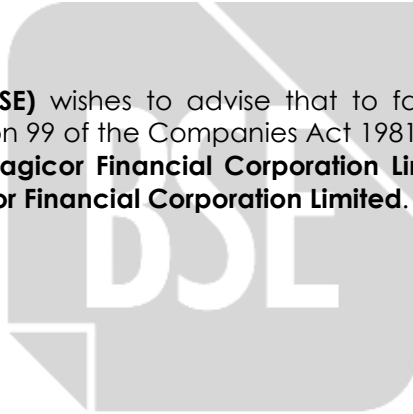 SE) wishes to advise that to fa
on 99 of the Companies Act 1981
agicor Financial Corporation Li
or Financial Corporation Limited.
BSE